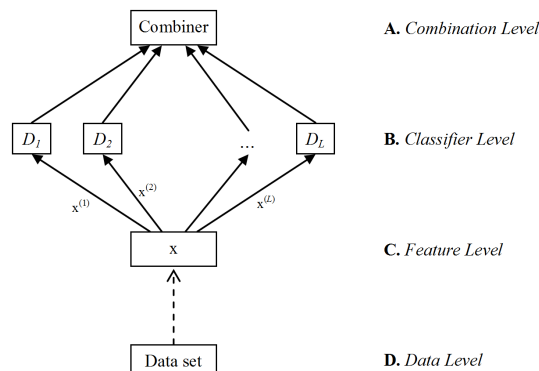 Combiner A. Combination Level
D1 D2 ... DL B. Classifier Level
x(1) x(2) x(L)
x C. Feature Level
Data set D. Data Level